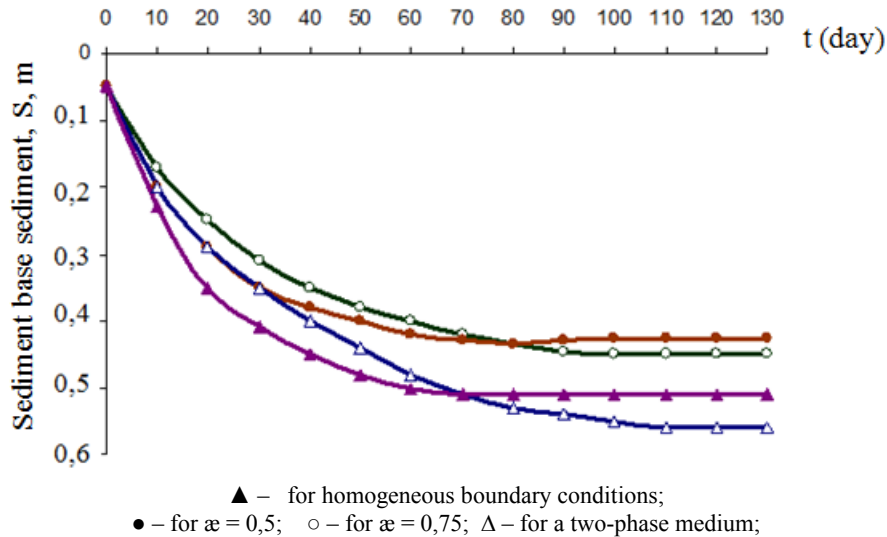 0 10 20 30 40 50 60 70 80 90 100 110 120 130
t (day)
Sediment base sediment, S, m
0
0,1
0,2
0,3
0,4
0,5
0,6
▲ – for homogeneous boundary conditions;
● – for æ = 0,5; ○ – for æ = 0,75; Δ – for a two-phase medium;